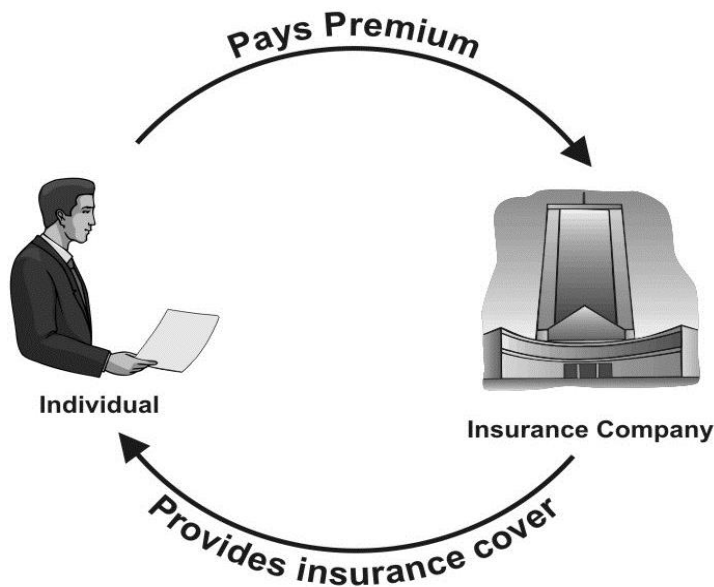 Pays Premium
Individual
Insurance Company
Provides insurance cover